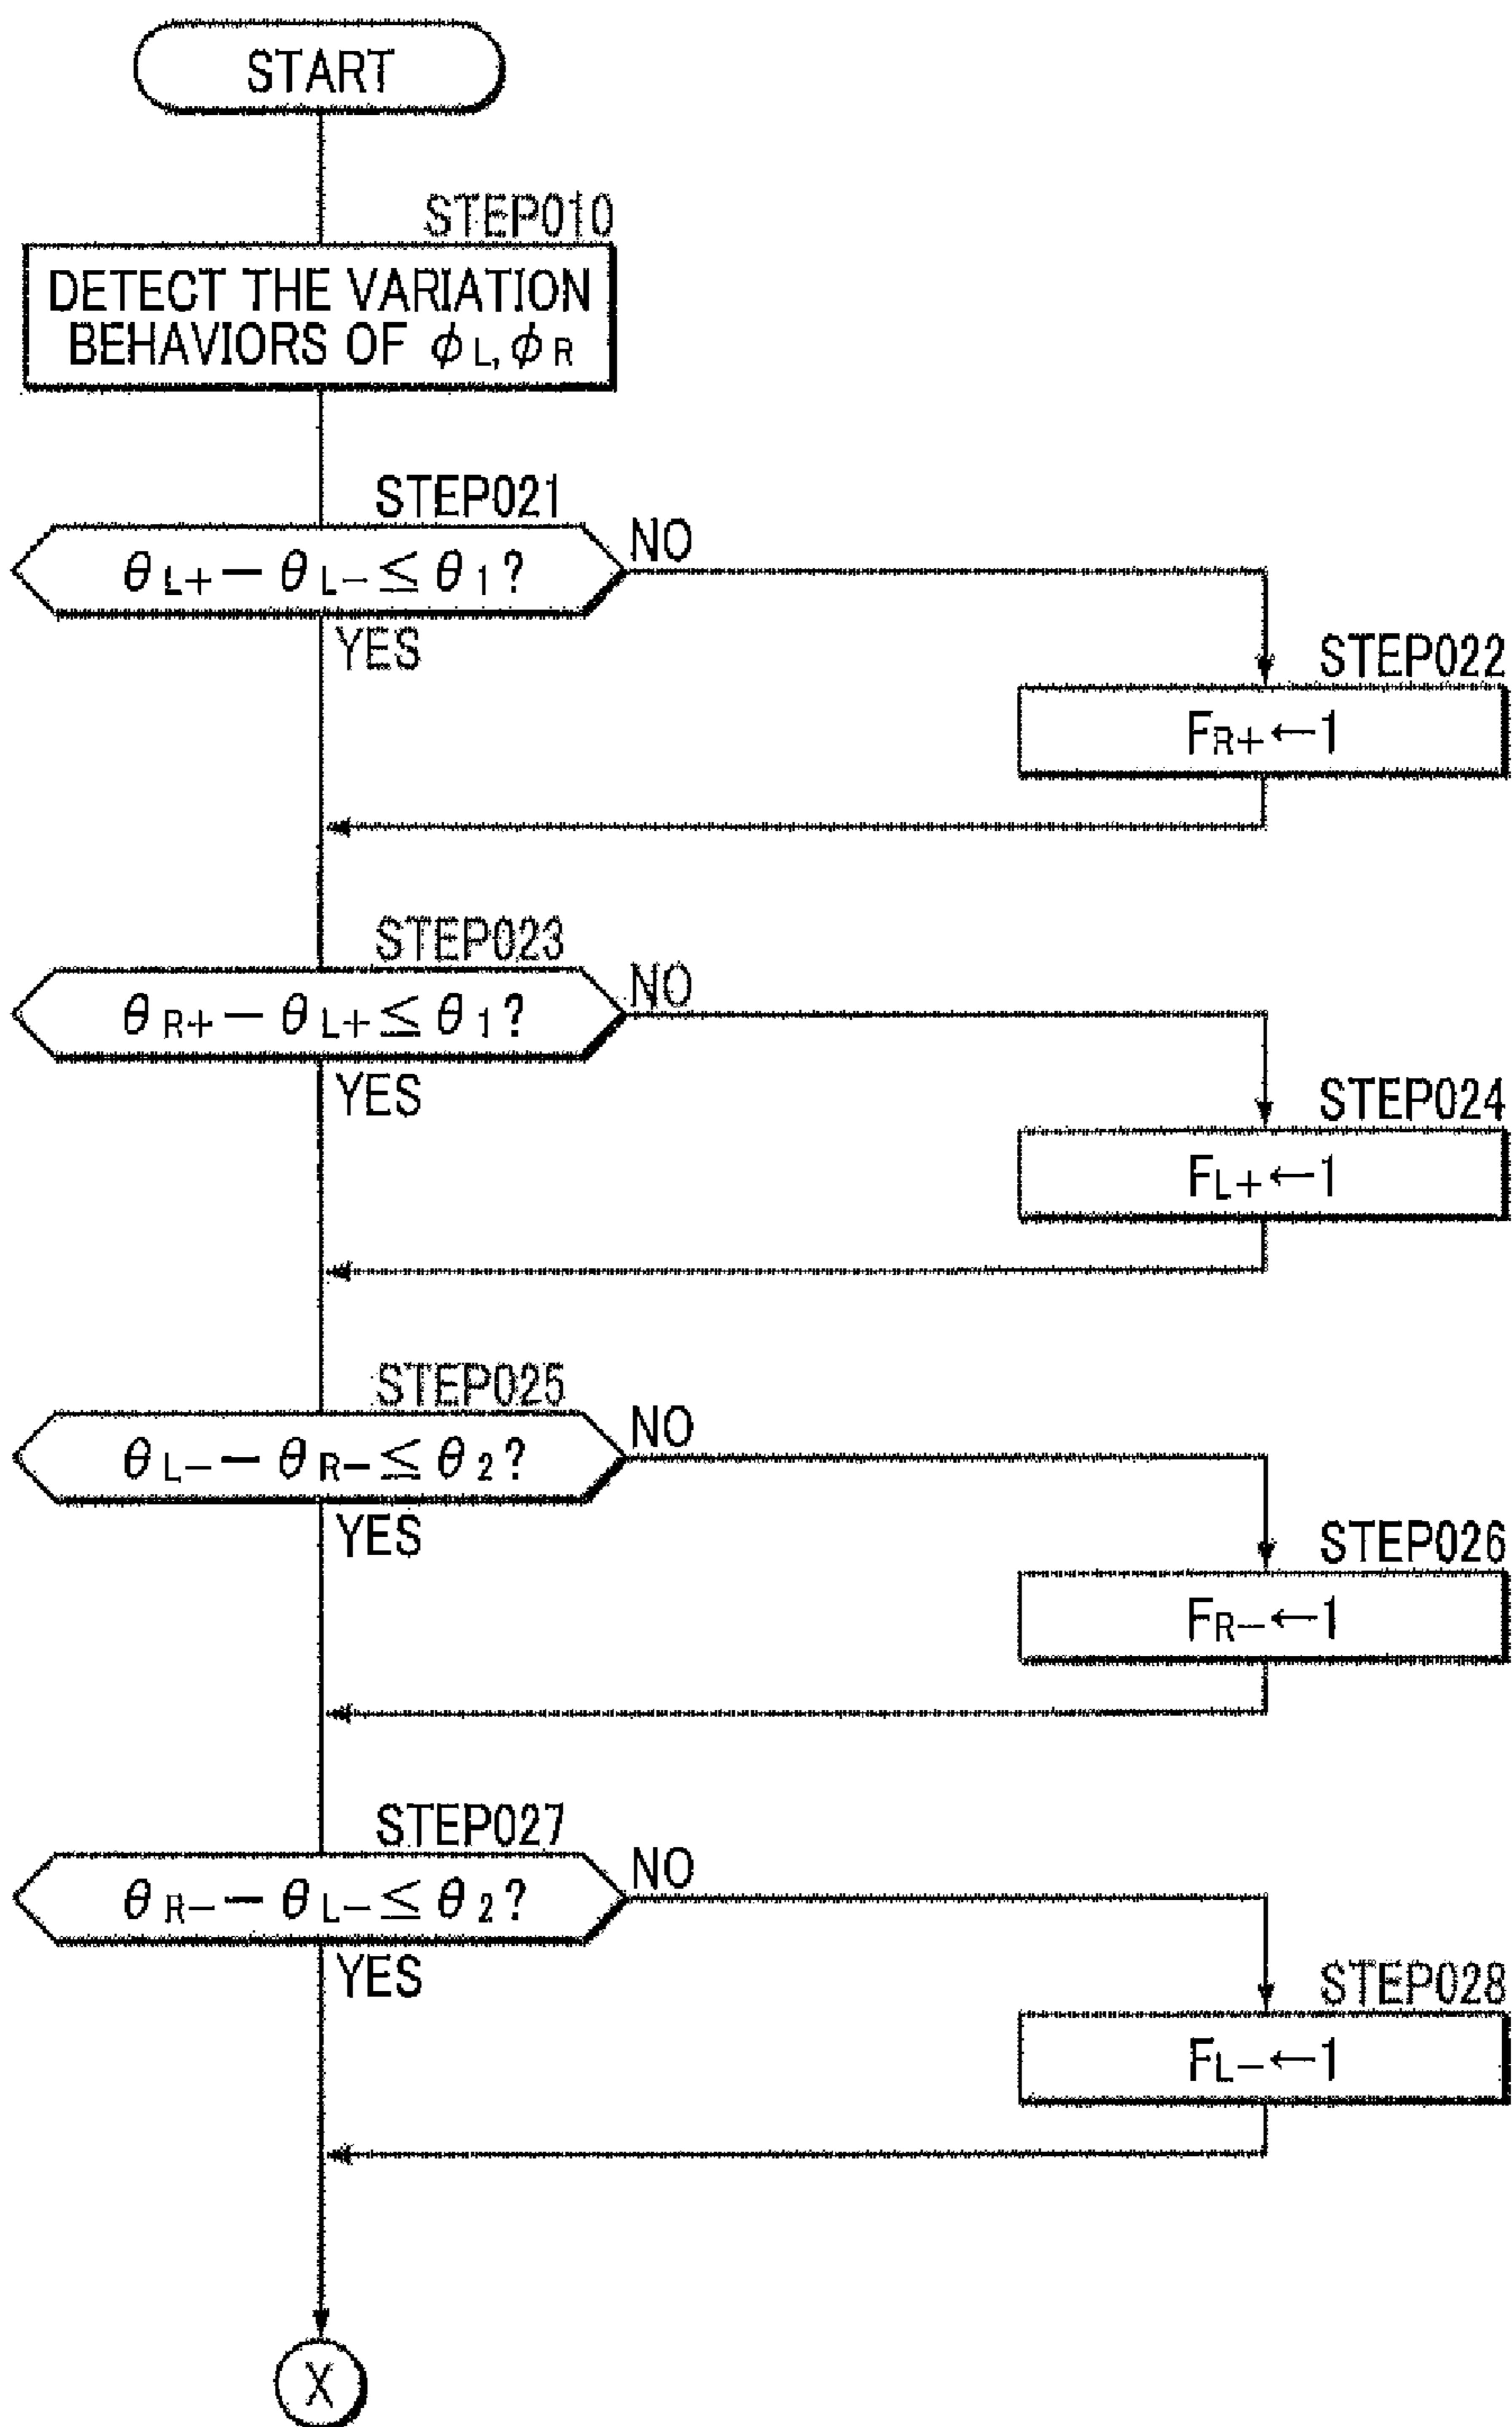 START
STEP010
DETECT THE VARIATION
BEHAVIORS OF ϕL, ϕR
STEP021
θL+ − θL− ≦ θ1?
NO
YES
STEP022
FR+←1
STEP023
θR+ − θL+ ≦ θ1?
NO
YES
STEP024
FL+←1
STEP025
θL− − θR− ≦ θ2?
NO
YES
STEP026
FR−←1
STEP027
θR− − θL− ≦ θ2?
NO
YES
STEP028
FL−←1
X